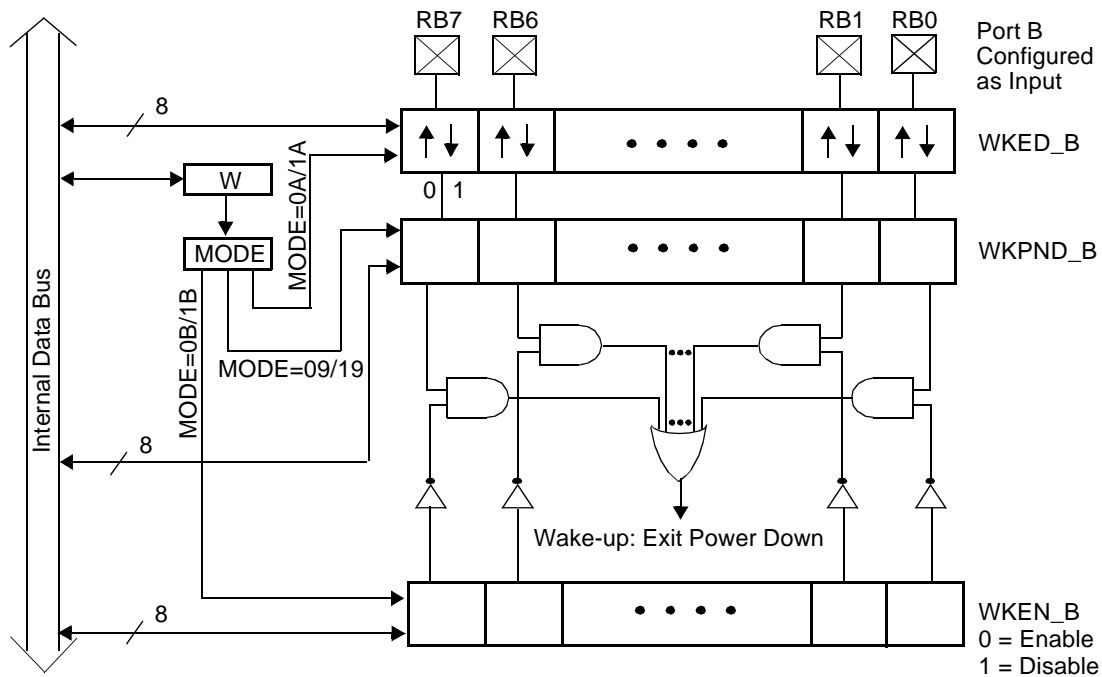 RB7 RB6 RB1 RB0
Port B
Configured
as Input
8
WKED_B
W
0 1
MODE=0A/1A
MODE
WKPND_B
MODE=0B/1B
MODE=09/19
Internal Data Bus
8
Wake-up: Exit Power Down
8
WKEN_B
0 = Enable
1 = Disable